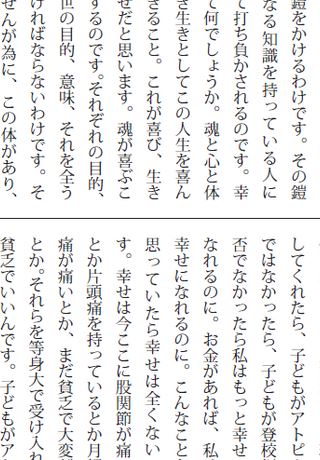 鎧をかけるわけです。その鎧
なる知識を持っている人に
て打ち負かされるのです。幸
て何でしょうか。魂と心と体
き生きとしてこの人生を喜ん
きること。これが喜び、生き
せだと思います。魂が喜ぶこ
するのです。それぞれの目的、
世の目的、意味、それを全う
ければならないわけです。そ
せんが為に、この体があり、
してくれたら、子どもがアトピ
ではなかったら、子どもが登校
否でなかったら私はもっと幸せ
なれるのに。お金があれば、私
幸せになれるのに。こんなこと
思っていたら幸せは全くない
す。幸せは今ここに股関節が痛
とか片頭痛を持っているとか月
痛が痛いとか、まだ貧乏で大変
とか。それらを等身大で受け入れ
貧乏でいいんです。子どもがア